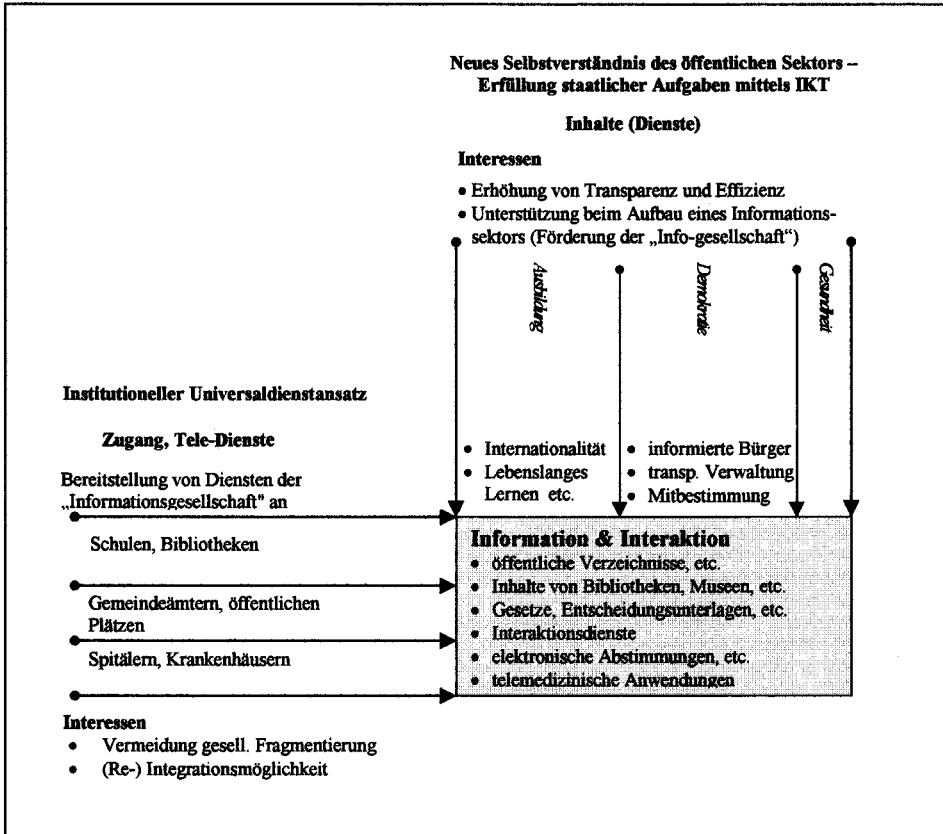 Neues Selbstverständnis des öffentlichen Sektors –
Erfüllung staatlicher Aufgaben mittels IKT
Inhalte (Dienste)
Interessen
• Erhöhung von Transparenz und Effizienz
• Unterstützung beim Aufbau eines Informations-
sektors (Förderung der „Info-gesellschaft“)
Ausbildung
Demokratie
Gesundheit
• Internationalität
• Lebenslanges
Lernen etc.
• informierte Bürger
• transp. Verwaltung
• Mitbestimmung
Institutioneller Universaldienstansatz
Zugang, Tele-Dienste
Bereitstellung von Diensten der
„Informationsgesellschaft" an
Schulen, Bibliotheken
Gemeindeämtern, öffentlichen
Plätzen
Spitälern, Krankenhäusern
Information & Interaktion
• öffentliche Verzeichnisse, etc.
• Inhalte von Bibliotheken, Museen, etc.
• Gesetze, Entscheidungsunterlagen, etc.
• Interaktionsdienste
• elektronische Abstimmungen, etc.
• telemedizinische Anwendungen
Interessen
• Vermeidung gesell. Fragmentierung
• (Re-) Integrationsmöglichkeit